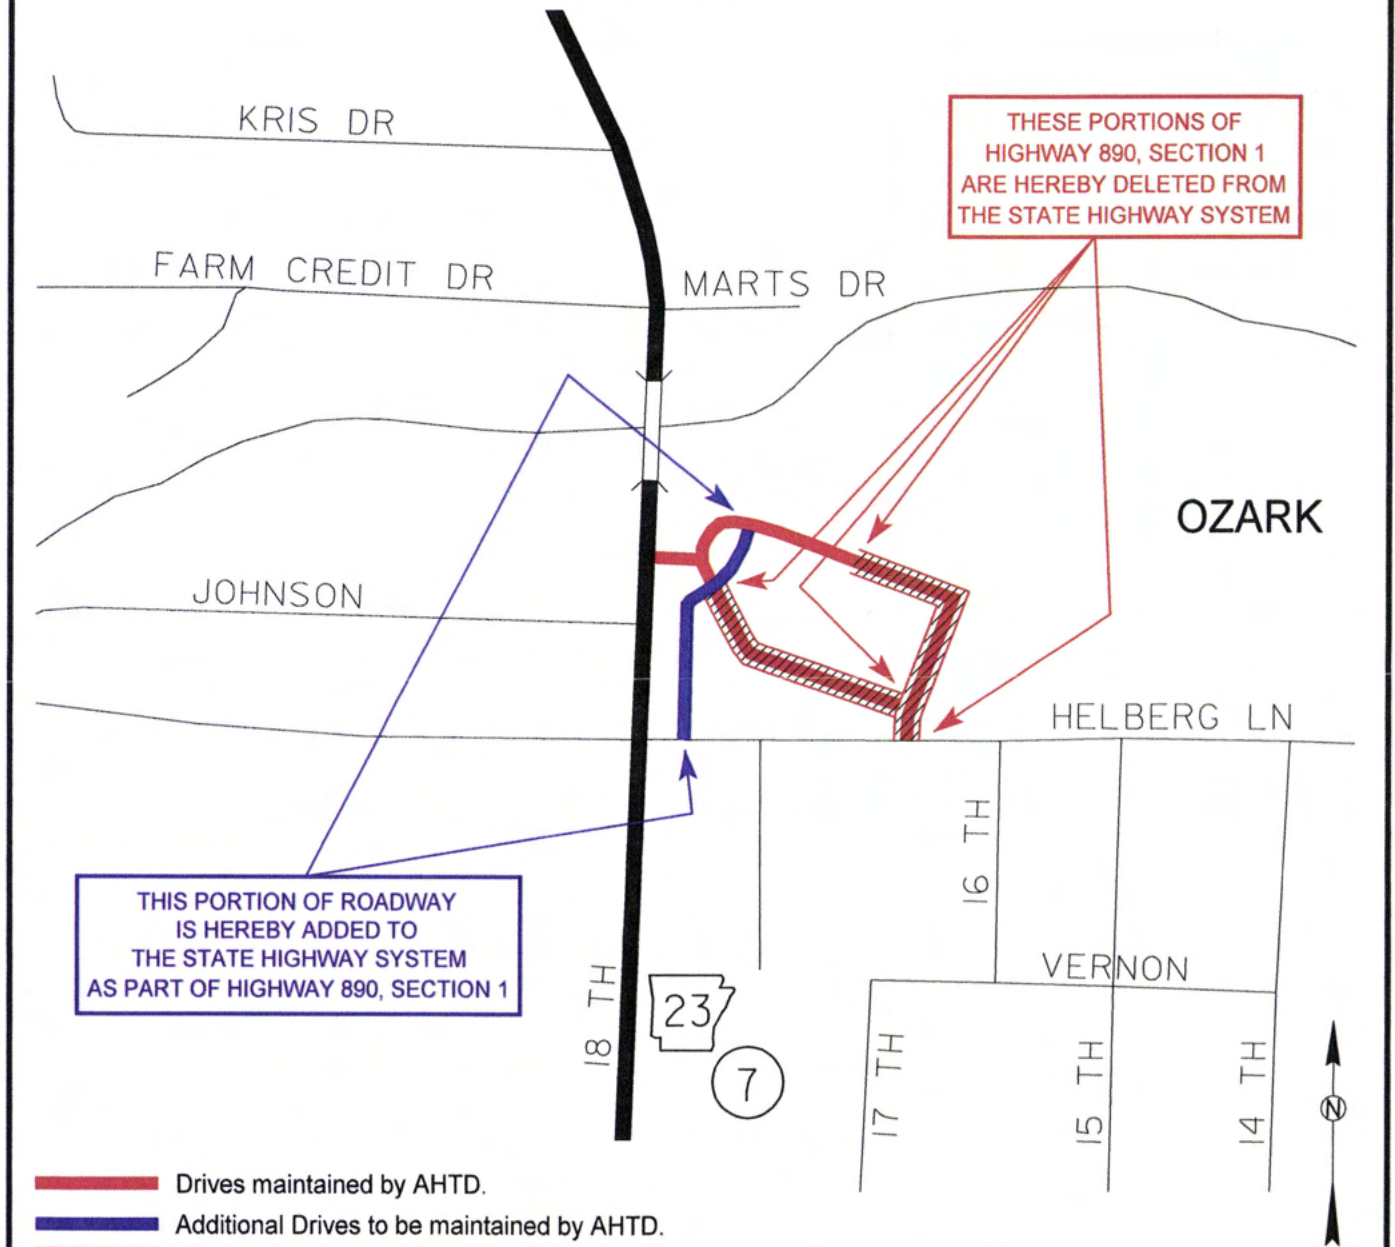 KRIS DR
THESE PORTIONS OF
HIGHWAY 890, SECTION 1
ARE HEREBY DELETED FROM
THE STATE HIGHWAY SYSTEM
FARM CREDIT DR
MARTS DR
OZARK
JOHNSON
HELBERG LN
16 TH
THIS PORTION OF ROADWAY
IS HEREBY ADDED TO
THE STATE HIGHWAY SYSTEM
AS PART OF HIGHWAY 890, SECTION 1
VERNON
18 TH
23
7
17 TH
15 TH
14 TH
N
Drives maintained by AHTD.
Additional Drives to be maintained by AHTD.